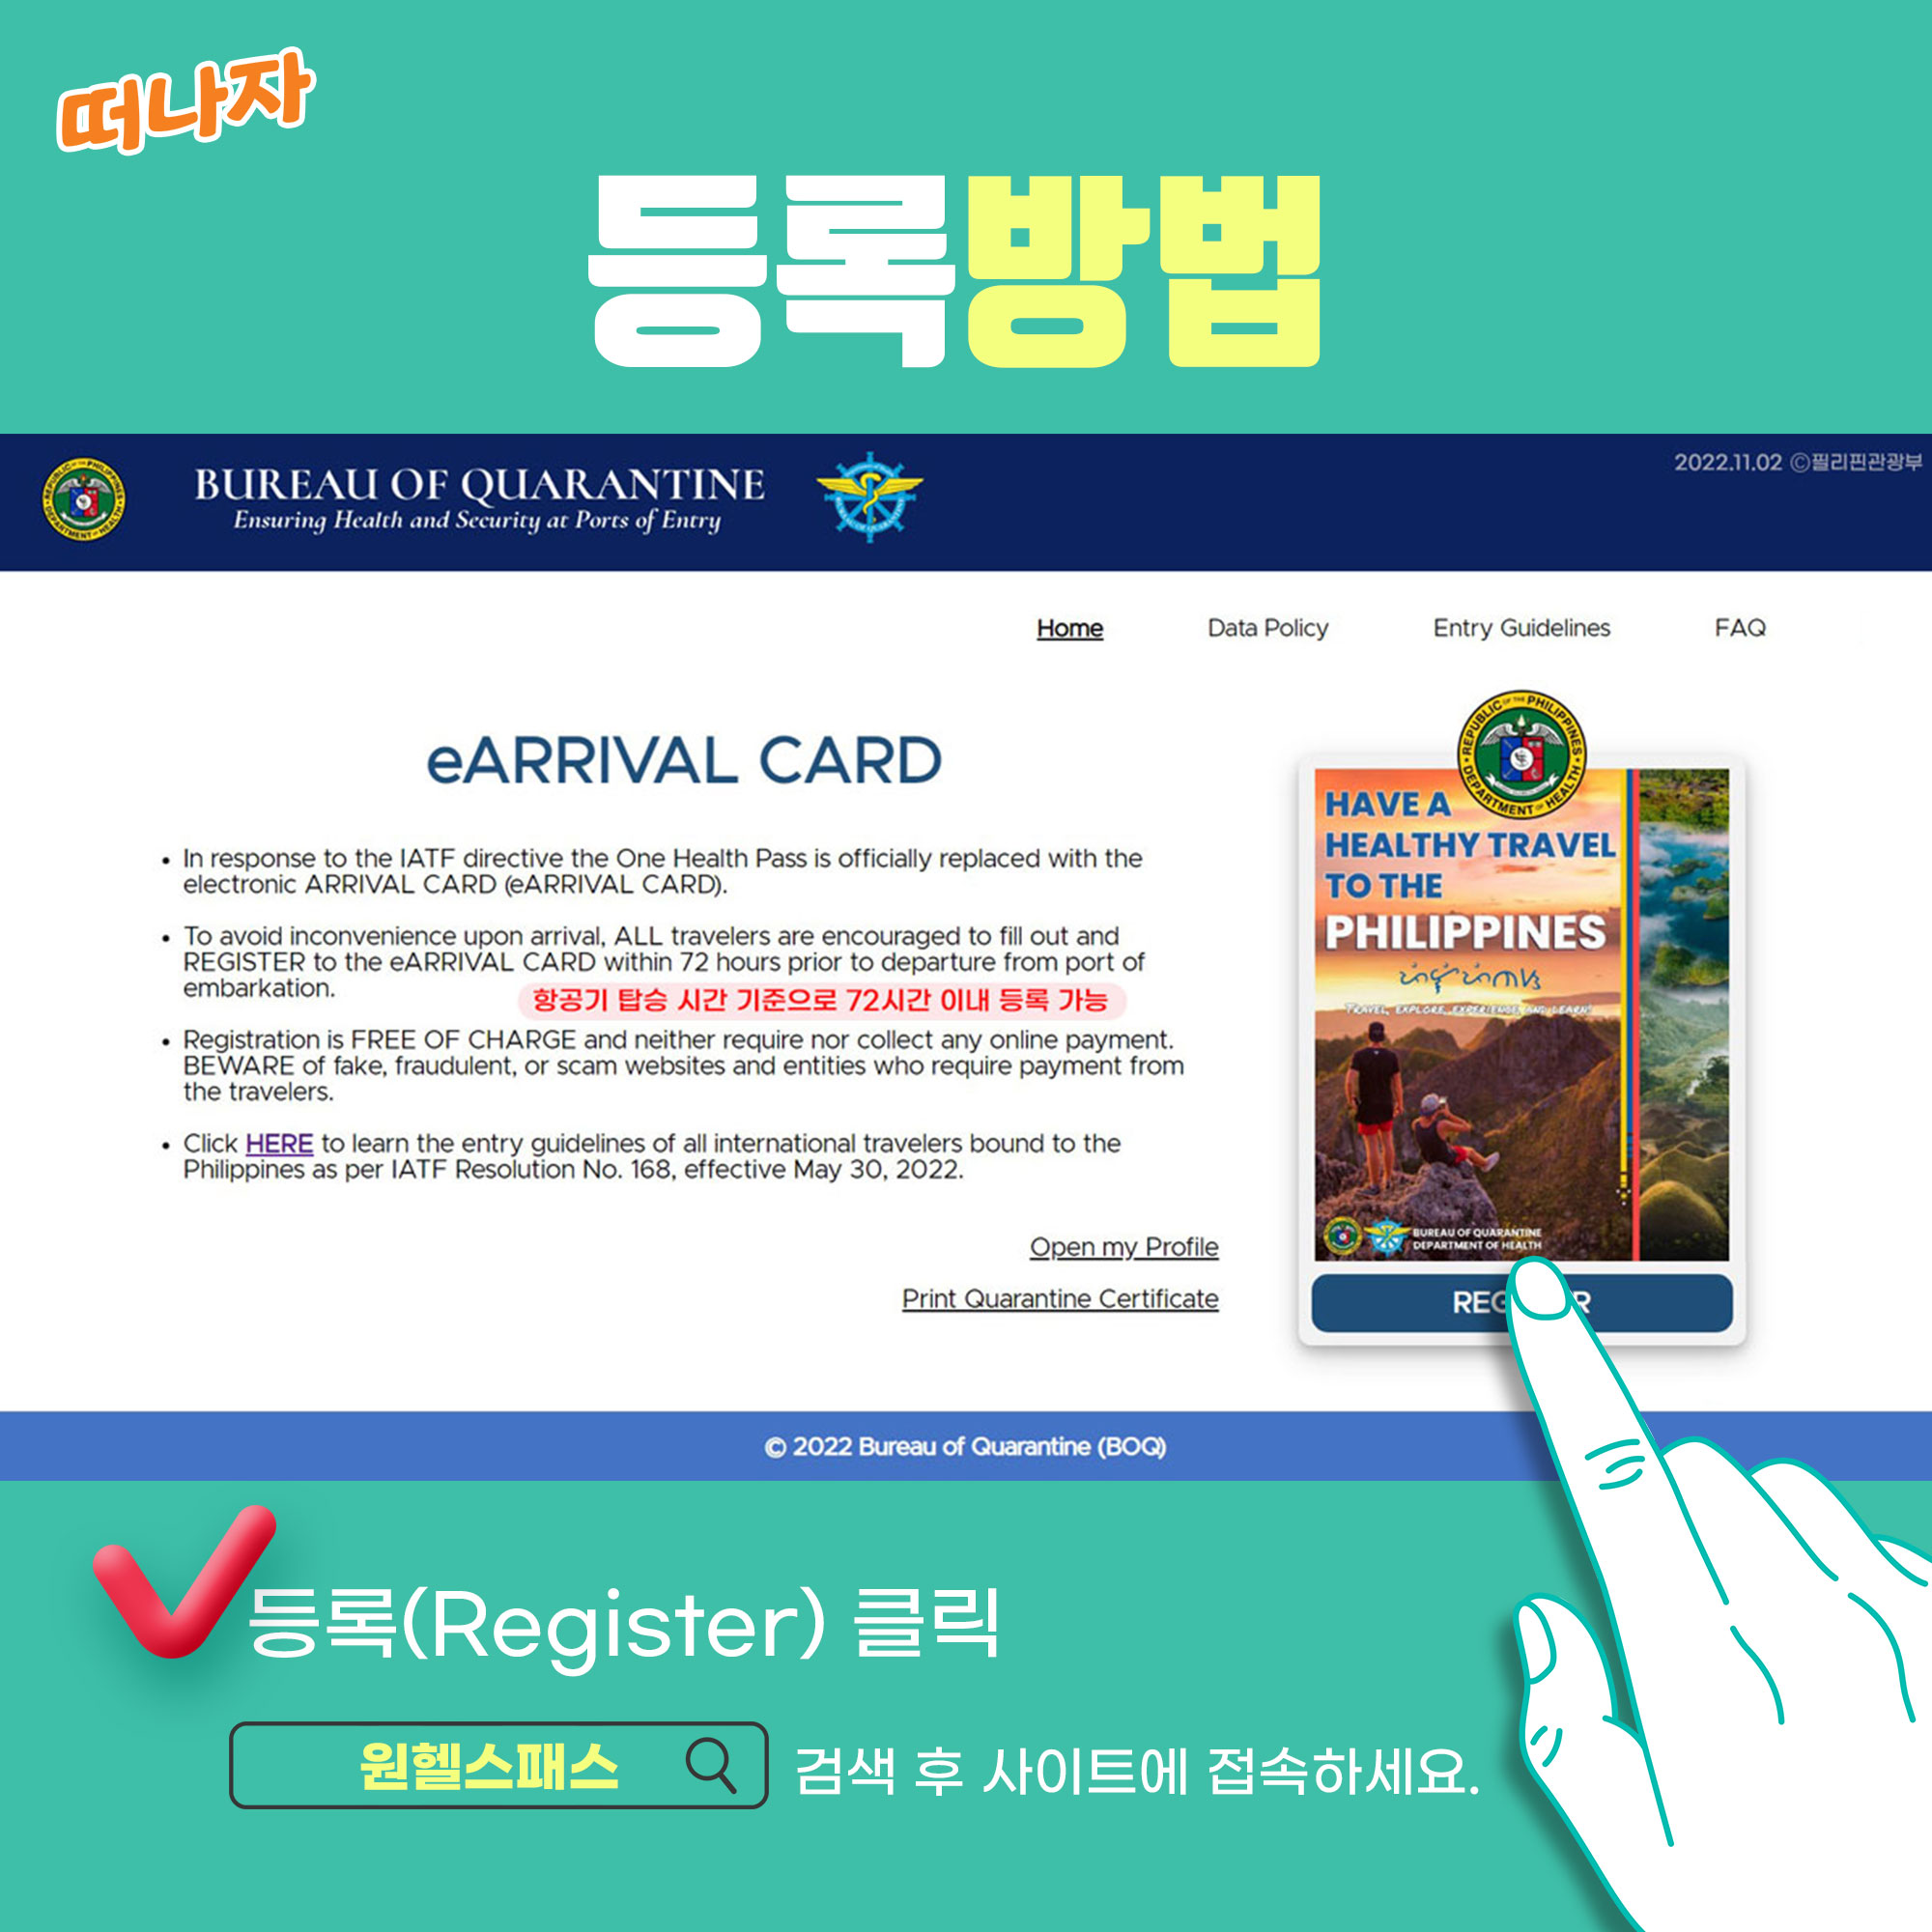 떠나자
등록방법
BUREAU OF QUARANTINE
Ensuring Health and Security at Ports of Entry
2022.11.02 ©필리핀관광부
Home Data Policy Entry Guidelines FAQ
eARRIVAL CARD
• In response to the IATF directive the One Health Pass is officially replaced with the
electronic ARRIVAL CARD (eARRIVAL CARD).
• To avoid inconvenience upon arrival, ALL travelers are encouraged to fill out and
REGISTER to the eARRIVAL CARD within 72 hours prior to departure from port of
embarkation.
항공기 탑승 시간 기준으로 72시간 이내 등록 가능
• Registration is FREE OF CHARGE and neither require nor collect any online payment.
BEWARE of fake, fraudulent, or scam websites and entities who require payment from
the travelers.
• Click HERE to learn the entry guidelines of all international travelers bound to the
Philippines as per IATF Resolution No. 168, effective May 30, 2022.
Open my Profile
Print Quarantine Certificate
REPUBLIC OF THE PHILIPPINES
DEPARTMENT OF HEALTH
HAVE A
HEALTHY TRAVEL
TO THE
PHILIPPINES
TRAVEL, EXPLORE, EXPERIENCE, AND LEARN!
BUREAU OF QUARANTINE
DEPARTMENT OF HEALTH
REG R
© 2022 Bureau of Quarantine (BOQ)
등록(Register) 클릭
원헬스패스 검색 후 사이트에 접속하세요.